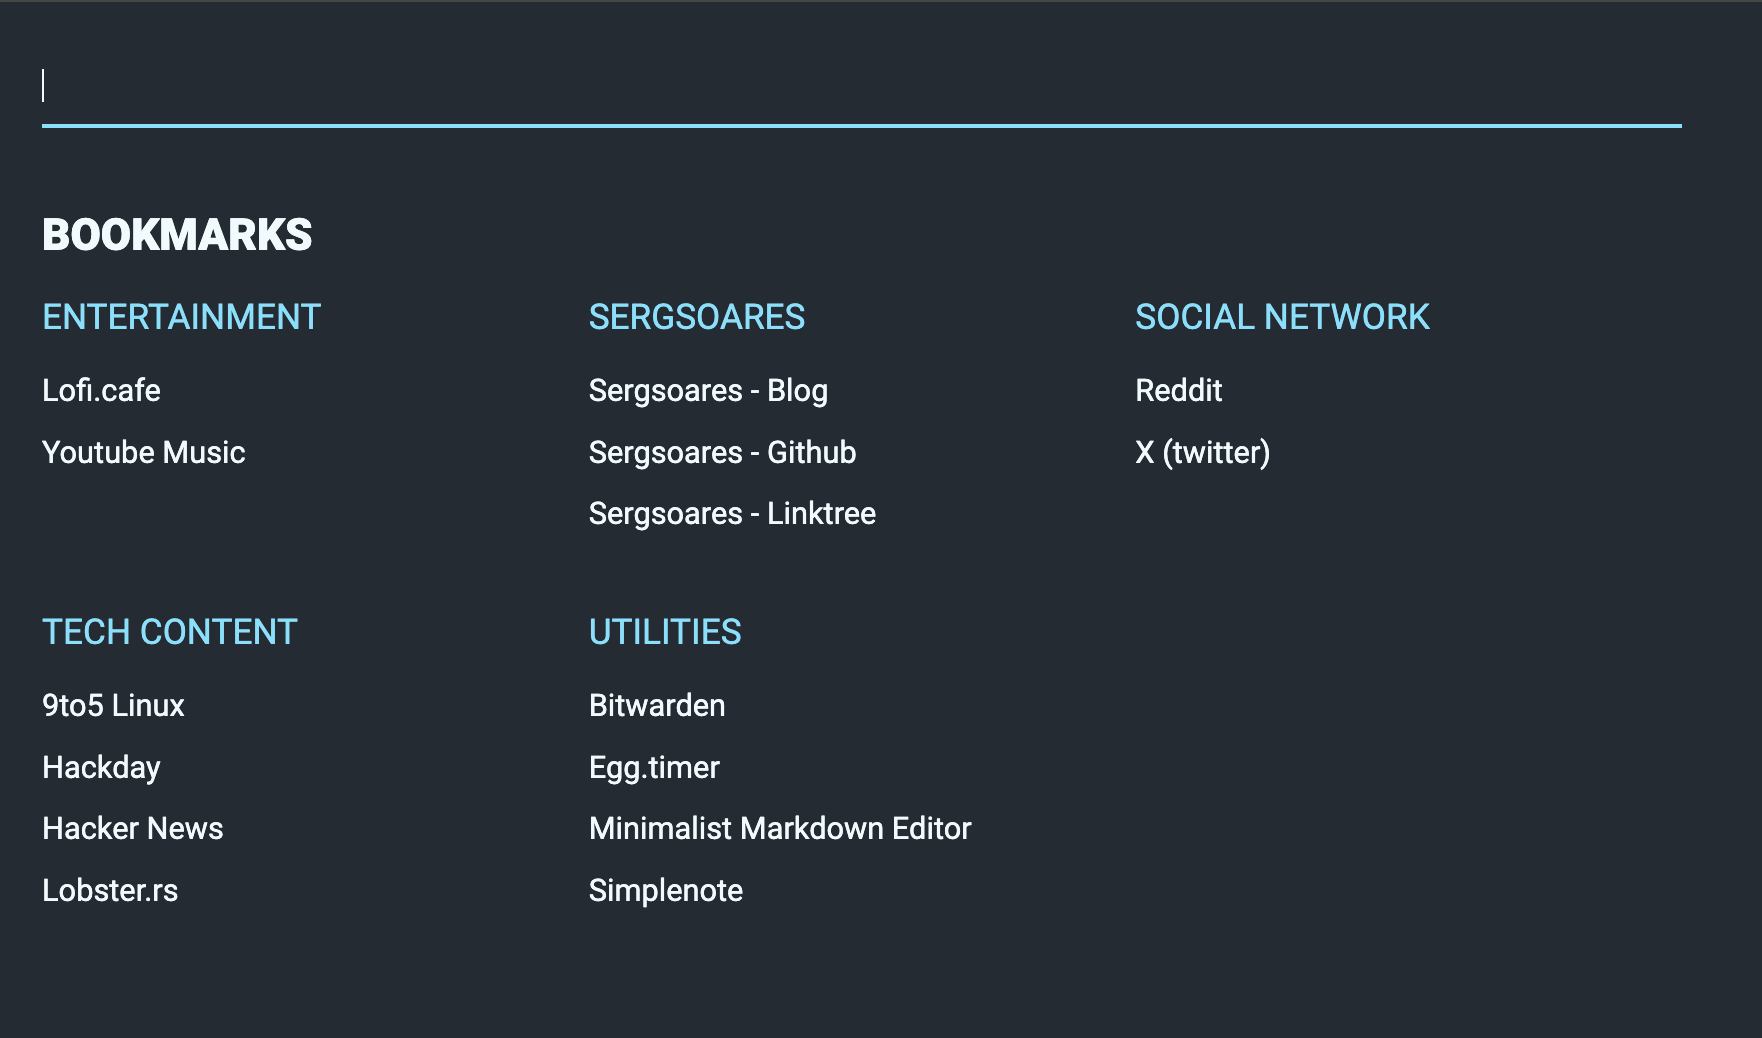 BOOKMARKS
ENTERTAINMENT
Lofi.cafe
Youtube Music
SERGSOARES
Sergsoares - Blog
Sergsoares - Github
Sergsoares - Linktree
SOCIAL NETWORK
Reddit
X (twitter)
TECH CONTENT
9to5 Linux
Hackday
Hacker News
Lobster.rs
UTILITIES
Bitwarden
Egg.timer
Minimalist Markdown Editor
Simplenote